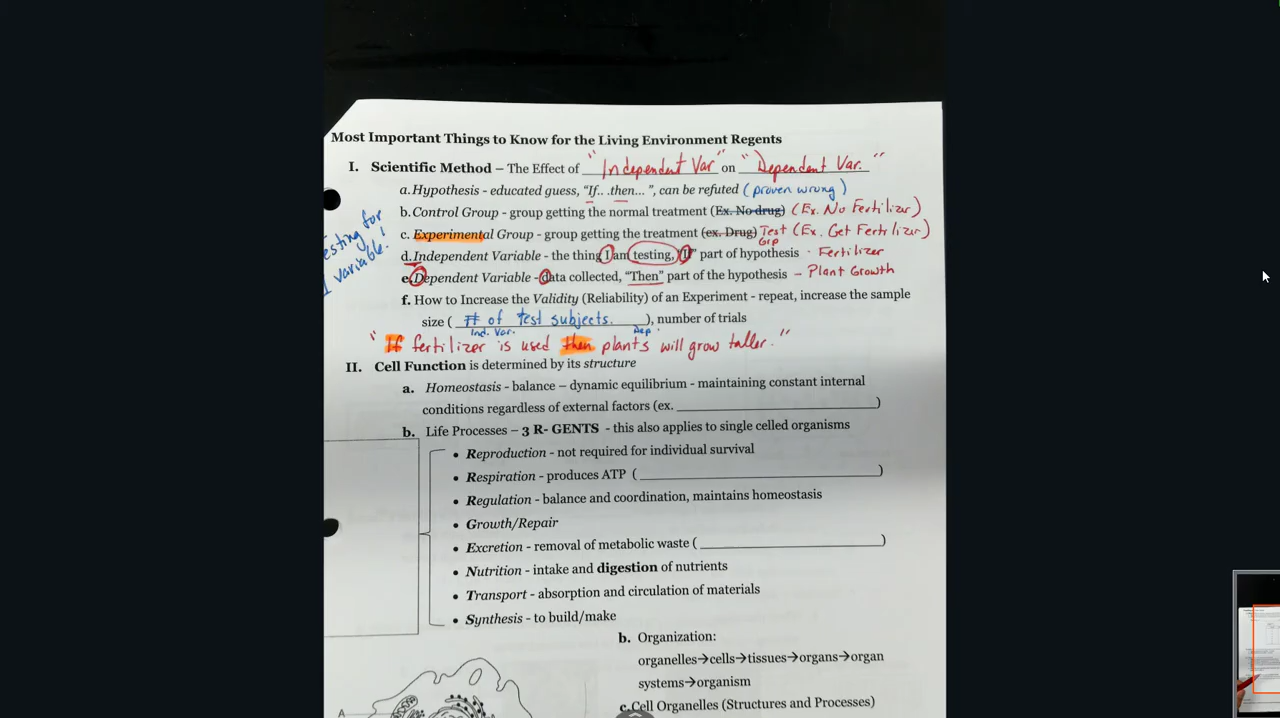 Most Important Things to Know for the Living Environment Regents
I. Scientific Method – The Effect of "Independent Var" on "Dependent Var."
a. Hypothesis - educated guess, "If.. .then... ", can be refuted (proven wrong)
b. Control Group - group getting the normal treatment (Ex. No drug) (Ex. No Fertilizer)
c. Experimental Group - group getting the treatment (ex. Drug) Test Grp (Ex. Get Fertilizer)
d. Independent Variable - the thing I am testing, "If" part of hypothesis - Fertilizer
e. Dependent Variable - data collected, "Then" part of the hypothesis – Plant Growth
testing for
1 variable!
f. How to Increase the Validity (Reliability) of an Experiment - repeat, increase the sample
size ( # of test subjects. ), number of trials
Ind. Var. Dep.
"If fertilizer is used then plants will grow taller."
II. Cell Function is determined by its structure
a. Homeostasis - balance – dynamic equilibrium - maintaining constant internal
conditions regardless of external factors (ex. )
b. Life Processes – 3 R- GENTS - this also applies to single celled organisms
• Reproduction - not required for individual survival
• Respiration - produces ATP ( )
• Regulation - balance and coordination, maintains homeostasis
• Growth/Repair
• Excretion - removal of metabolic waste ( )
• Nutrition - intake and digestion of nutrients
• Transport - absorption and circulation of materials
• Synthesis - to build/make
b. Organization:
organelles→cells→tissues→organs→organ
systems→organism
c. Cell Organelles (Structures and Processes)
A